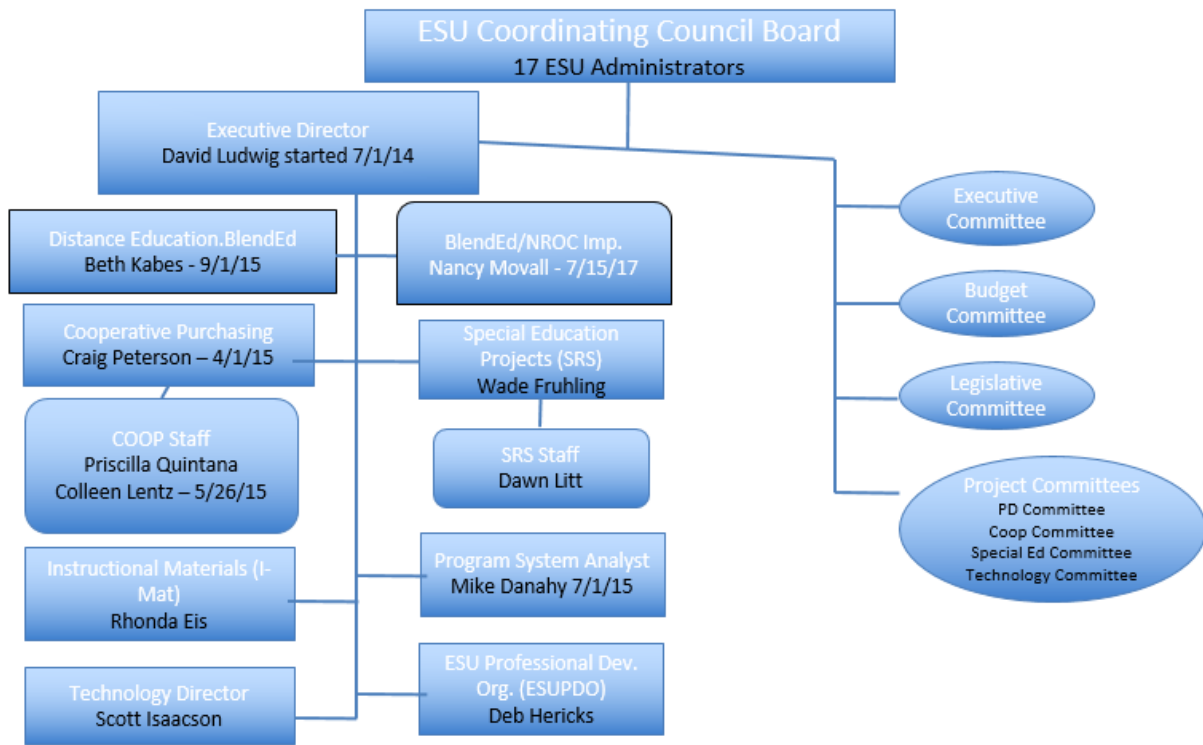 ESU Coordinating Council Board
17 ESU Administrators
Executive Director
David Ludwig started 7/1/14
Distance Education.BlendEd
Beth Kabes - 9/1/15
BlendEd/NROC Imp.
Nancy Movall - 7/15/17
Cooperative Purchasing
Craig Peterson – 4/1/15
Special Education
Projects (SRS)
Wade Fruhling
COOP Staff
Priscilla Quintana
Colleen Lentz – 5/26/15
SRS Staff
Dawn Litt
Instructional Materials (I-
Mat)
Rhonda Eis
Program System Analyst
Mike Danahy 7/1/15
Technology Director
Scott Isaacson
ESU Professional Dev.
Org. (ESUPDO)
Deb Hericks
Executive
Committee
Budget
Committee
Legislative
Committee
Project Committees
PD Committee
Coop Committee
Special Ed Committee
Technology Committee